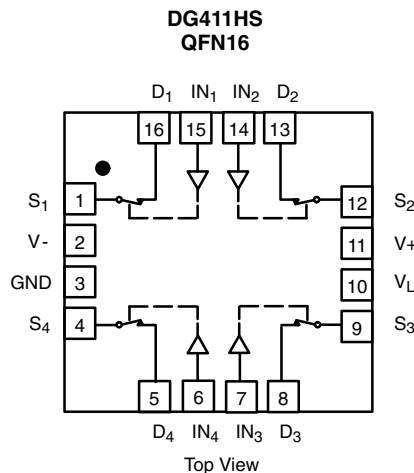 DG411HS
QFN16
D1 IN1 IN2 D2
16 15 14 13
S1 1 12 S2
V- 2 11 V+
GND 3 10 VL
S4 4 9 S3
5 6 7 8
D4 IN4 IN3 D3
Top View